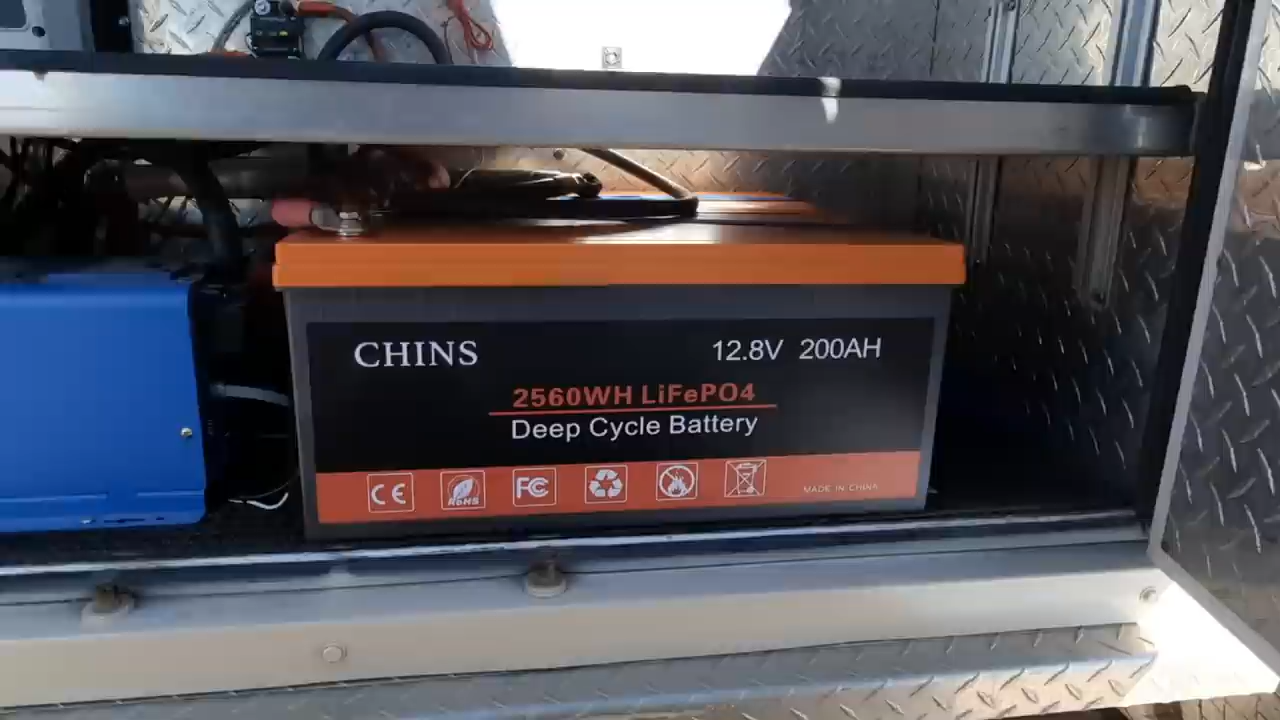 CHINS
12.8V 200AH
2560WH LiFePO4
Deep Cycle Battery
CE
RoHS
FC
MADE IN CHINA